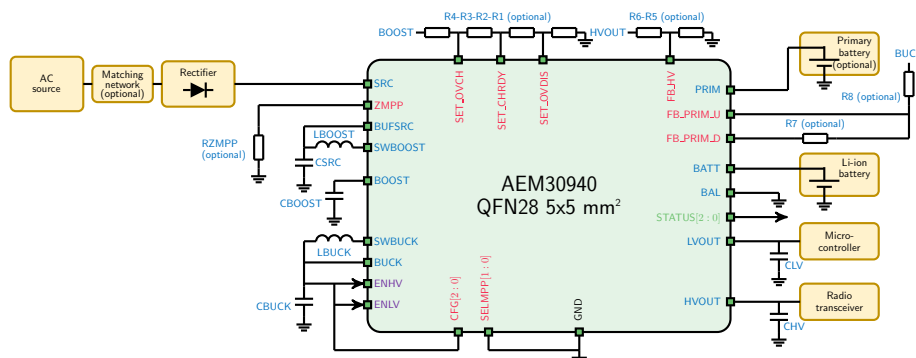 R4-R3-R2-R1 (optional)
R6-R5 (optional)
BOOST
HVOUT
Primary
battery
(optional)
BUC
AC
source
Matching
network
(optional)
Rectifier
SRC
ZMPP
BUFSRC
SWBOOST
BOOST
SWBUCK
BUCK
ENHV
ENLV
RZMPP
(optional)
LBOOST
CSRC
CBOOST
LBUCK
CBUCK
SET_OVCH
SET_CHRDY
SET_OVDIS
FB_HV
AEM30940
QFN28 5x5 mm²
CFG[2 : 0]
SELMPP[1 : 0]
GND
PRIM
FB_PRIM_U
FB_PRIM_D
BATT
BAL
STATUS[2 : 0]
LVOUT
HVOUT
R8 (optional)
R7 (optional)
Li-ion
battery
Micro-
controller
CLV
Radio
transceiver
CHV